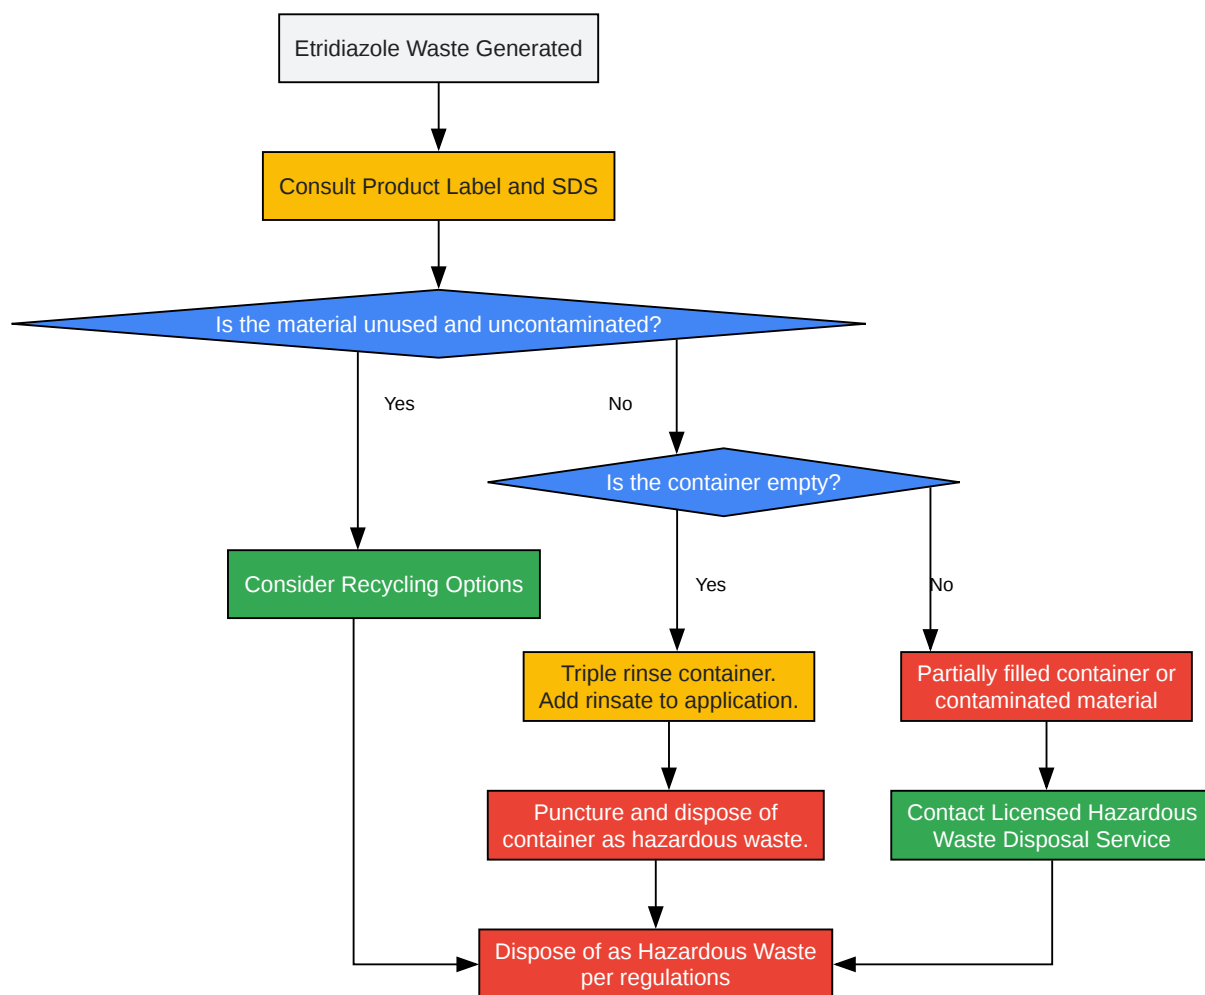 Etridiazole Waste Generated
Consult Product Label and SDS
Is the material unused and uncontaminated?
Yes
No
Is the container empty?
Consider Recycling Options
Yes
No
Triple rinse container.
Add rinsate to application.
Partially filled container or
contaminated material
Puncture and dispose of
container as hazardous waste.
Contact Licensed Hazardous
Waste Disposal Service
Dispose of as Hazardous Waste
per regulations